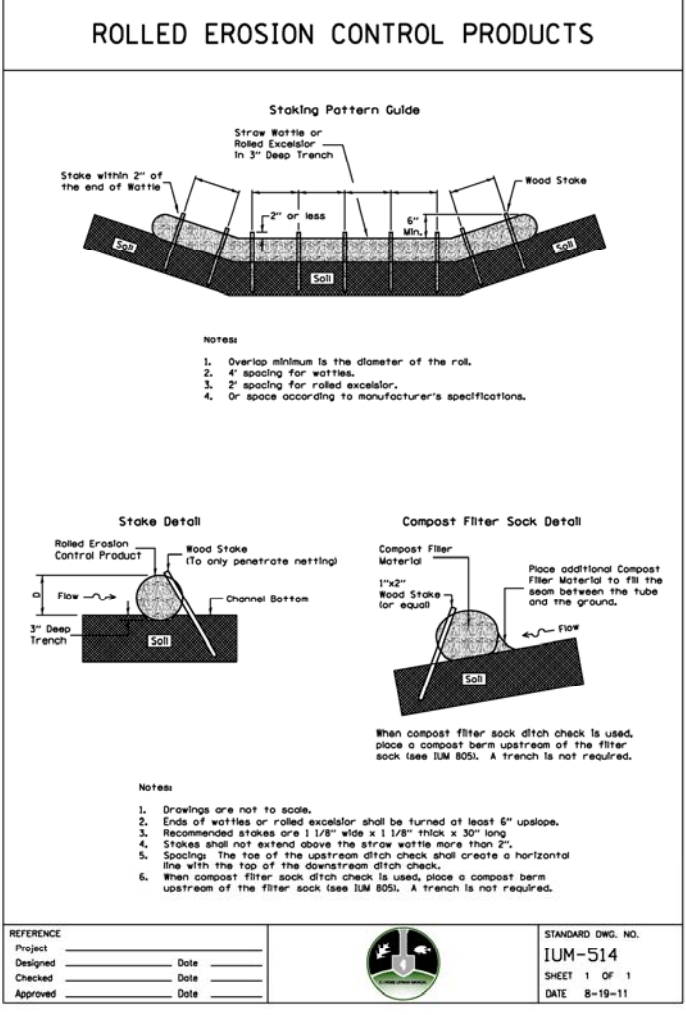 ROLLED EROSION CONTROL PRODUCTS
Staking Pattern Guide
Straw Wattle or
Rolled Excelsior
in 3" Deep Trench
Stake within 2" of
the end of Wattle
Wood Stake
2" or less
6"
Min.
Soil
Soil
Soil
Notes:
1. Overlap minimum is the diameter of the roll.
2. 4' spacing for wattles.
3. 2' spacing for rolled excelsior.
4. Or space according to manufacturer's specifications.
Stake Detail
Rolled Erosion
Control Product
Wood Stake
(To only penetrate netting)
D
Flow
Channel Bottom
3" Deep
Trench
Soil
Compost Filter Sock Detail
Compost Filler
Material
1"x2"
Wood Stake
(or equal)
Place additional Compost
Filler Material to fill the
seam between the tube
and the ground.
Flow
Soil
When compost filter sock ditch check is used,
place a compost berm upstream of the filter
sock (see IUM 805). A trench is not required.
Notes:
1. Drawings are not to scale.
2. Ends of wattles or rolled excelsior shall be turned at least 6" upslope.
3. Recommended stakes are 1 1/8" wide x 1 1/8" thick x 30" long
4. Stakes shall not extend above the straw wattle more than 2".
5. Spacing: The toe of the upstream ditch check shall create a horizontal
line with the top of the downstream ditch check.
6. When compost filter sock ditch check is used, place a compost berm
upstream of the filter sock (see IUM 805). A trench is not required.
REFERENCE
Project
Designed Date
Checked Date
Approved Date
STANDARD DWG. NO.
IUM-514
SHEET 1 OF 1
DATE 8-19-11